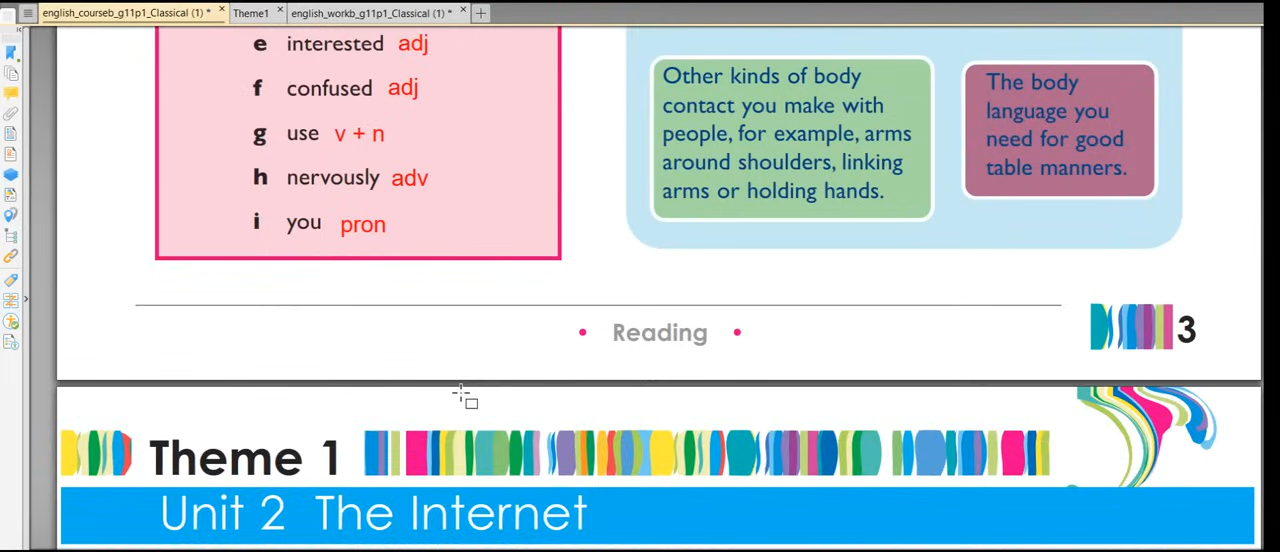 english_courseb_g11p1_Classical (1) * × Theme1 × english_workb_g11p1_Classical (1) * ×
e interested adj
f confused adj
g use v + n
h nervously adv
i you pron
Other kinds of body
contact you make with
people, for example, arms
around shoulders, linking
arms or holding hands.
The body
language you
need for good
table manners.
• Reading •
3
Theme 1
Unit 2 The Internet